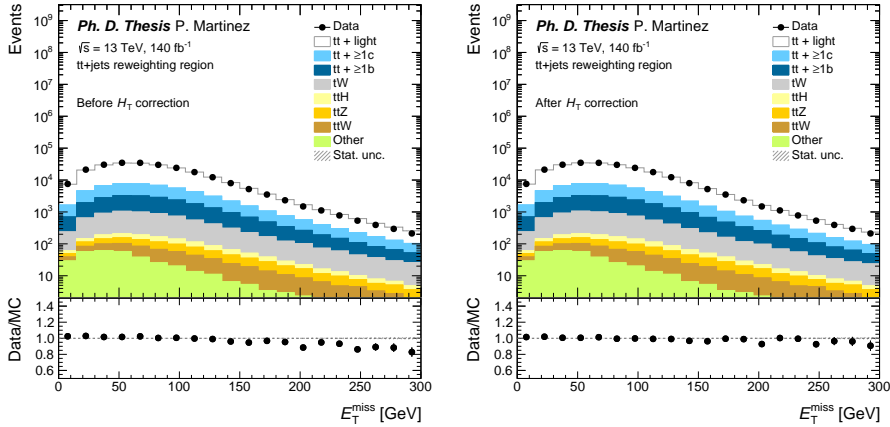 Events
10⁹
10⁸
10⁷
10⁶
10⁵
10⁴
10³
10²
10
Ph. D. Thesis P. Martinez
√s = 13 TeV, 140 fb⁻¹
tt+jets reweighting region
Before H_T correction
Data
tt + light
tt + ≥1c
tt + ≥1b
tW
ttH
ttZ
ttW
Other
Stat. unc.
Data/MC
1.4
1.2
1.0
0.8
0.6
0 50 100 150 200 250 300
E_T^miss [GeV]
Events
10⁹
10⁸
10⁷
10⁶
10⁵
10⁴
10³
10²
10
Ph. D. Thesis P. Martinez
√s = 13 TeV, 140 fb⁻¹
tt+jets reweighting region
After H_T correction
Data
tt + light
tt + ≥1c
tt + ≥1b
tW
ttH
ttZ
ttW
Other
Stat. unc.
Data/MC
1.4
1.2
1.0
0.8
0.6
0 50 100 150 200 250 300
E_T^miss [GeV]